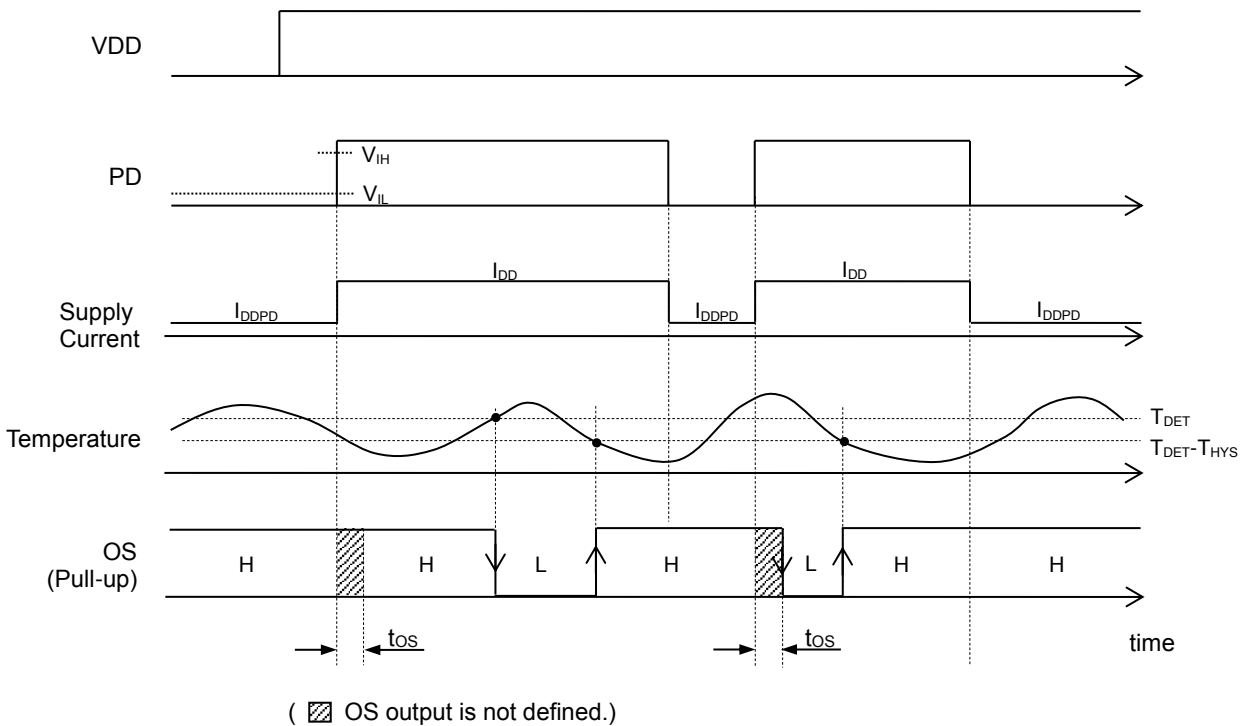 VDD
PD
VIH
VIL
Supply
Current
IDDPD
IDD
IDDPD
IDD
IDDPD
Temperature
TDET
TDET-THYS
OS
(Pull-up)
H
H
L
H
L
H
H
tOS
tOS
time
( OS output is not defined.)